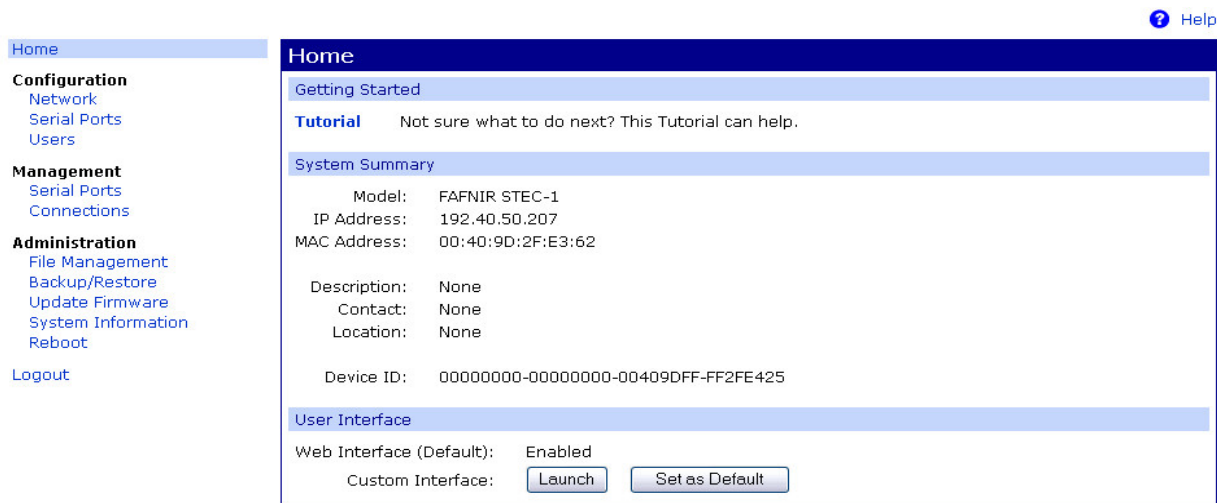 Help
Home
Configuration
Network
Serial Ports
Users
Management
Serial Ports
Connections
Administration
File Management
Backup/Restore
Update Firmware
System Information
Reboot
Logout
Home
Getting Started
Tutorial Not sure what to do next? This Tutorial can help.
System Summary
Model: FAFNIR STEC-1
IP Address: 192.40.50.207
MAC Address: 00:40:9D:2F:E3:62
Description: None
Contact: None
Location: None
Device ID: 00000000-00000000-00409DFF-FF2FE425
User Interface
Web Interface (Default): Enabled
Custom Interface: Launch Set as Default